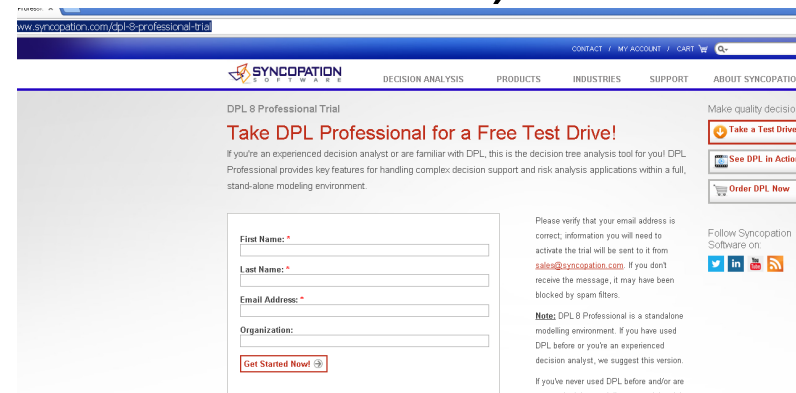 ww.syncopation.com/dpl-8-professional-trial
CONTACT / MY ACCOUNT / CART
SYNCOPATION
SOFTWARE
DECISION ANALYSIS PRODUCTS INDUSTRIES SUPPORT ABOUT SYNCOPATIO
DPL 8 Professional Trial
Take DPL Professional for a Free Test Drive!
If you're an experienced decision analyst or are familiar with DPL, this is the decision tree analysis tool for you! DPL
Professional provides key features for handling complex decision support and risk analysis applications within a full,
stand-alone modeling environment.
First Name: *
Last Name: *
Email Address: *
Organization:
Get Started Now!
Please verify that your email address is
correct; information you will need to
activate the trial will be sent to it from
sales@syncopation.com. If you don't
receive the message, it may have been
blocked by spam filters.
Note: DPL 8 Professional is a standalone
modelling environment. If you have used
DPL before or you're an experienced
decision analyst, we suggest this version.
If you've never used DPL before and/or are
Make quality decisio
Take a Test Drive
See DPL in Actio
Order DPL Now
Follow Syncopation
Software on:
in
You